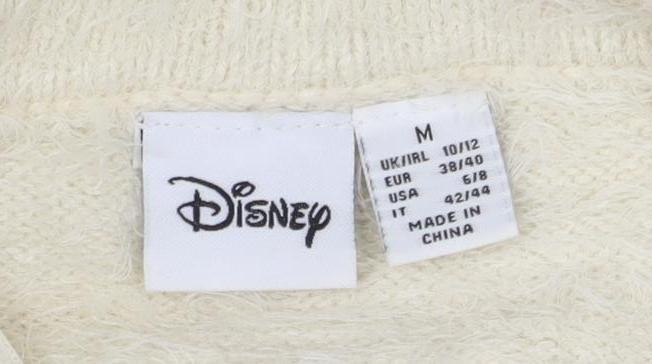 Disney
M
UK/IRL 10/12
EUR 38/40
USA 6/8
IT 42/44
MADE IN
CHINA